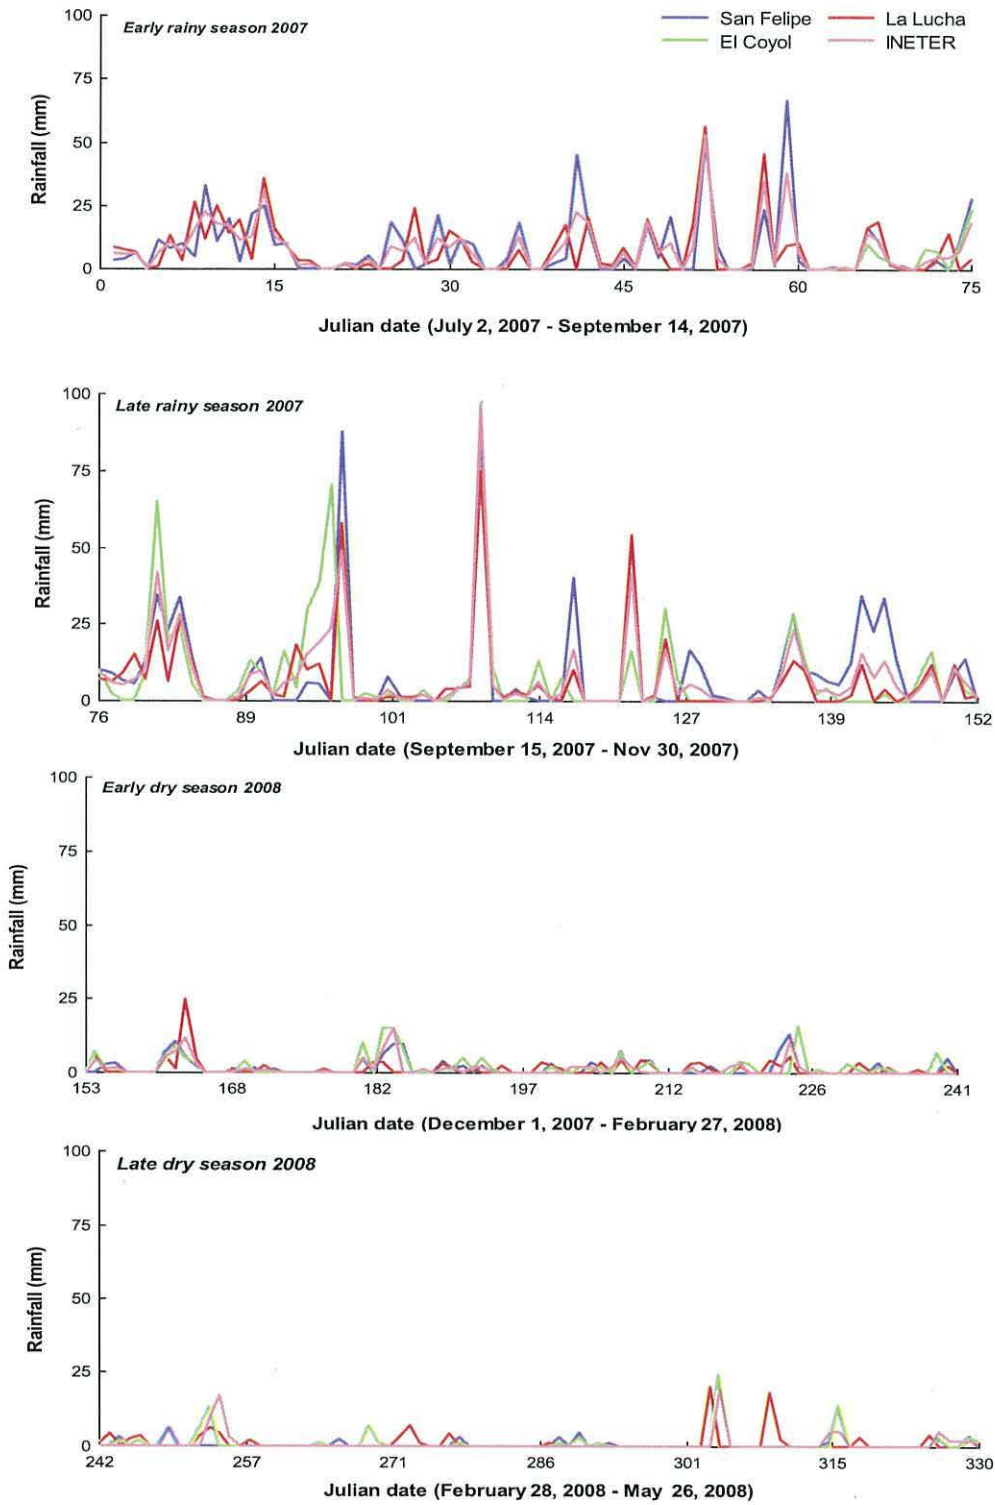 Early rainy season 2007
San Felipe
La Lucha
El Coyol
INETER
100
75
50
25
0
Rainfall (mm)
0 15 30 45 60 75
Julian date (July 2, 2007 - September 14, 2007)
Late rainy season 2007
100
75
50
25
0
Rainfall (mm)
76 89 101 114 127 139 152
Julian date (September 15, 2007 - Nov 30, 2007)
Early dry season 2008
100
75
50
25
0
Rainfall (mm)
153 168 182 197 212 226 241
Julian date (December 1, 2007 - February 27, 2008)
Late dry season 2008
100
75
50
25
0
Rainfall (mm)
242 257 271 286 301 315 330
Julian date (February 28, 2008 - May 26, 2008)